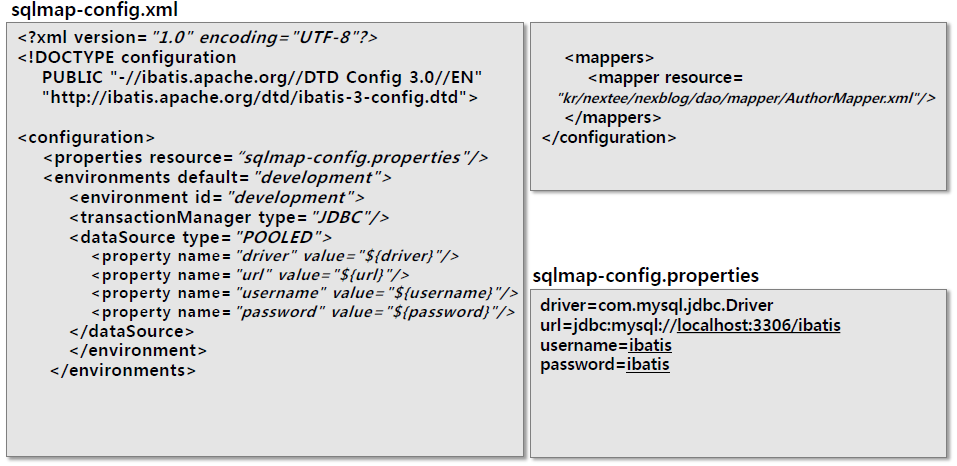 sqlmap-config.xml
<?xml version="1.0" encoding="UTF-8"?>
<!DOCTYPE configuration
PUBLIC "-//ibatis.apache.org//DTD Config 3.0//EN"
"http://ibatis.apache.org/dtd/ibatis-3-config.dtd">
<configuration>
<properties resource="sqlmap-config.properties"/>
<environments default="development">
<environment id="development">
<transactionManager type="JDBC"/>
<dataSource type="POOLED">
<property name="driver" value="${driver}"/>
<property name="url" value="${url}"/>
<property name="username" value="${username}"/>
<property name="password" value="${password}"/>
</dataSource>
</environment>
</environments>
<mappers>
<mapper resource=
"kr/nextee/nexblog/dao/mapper/AuthorMapper.xml"/>
</mappers>
</configuration>
sqlmap-config.properties
driver=com.mysql.jdbc.Driver
url=jdbc:mysql://localhost:3306/ibatis
username=ibatis
password=ibatis